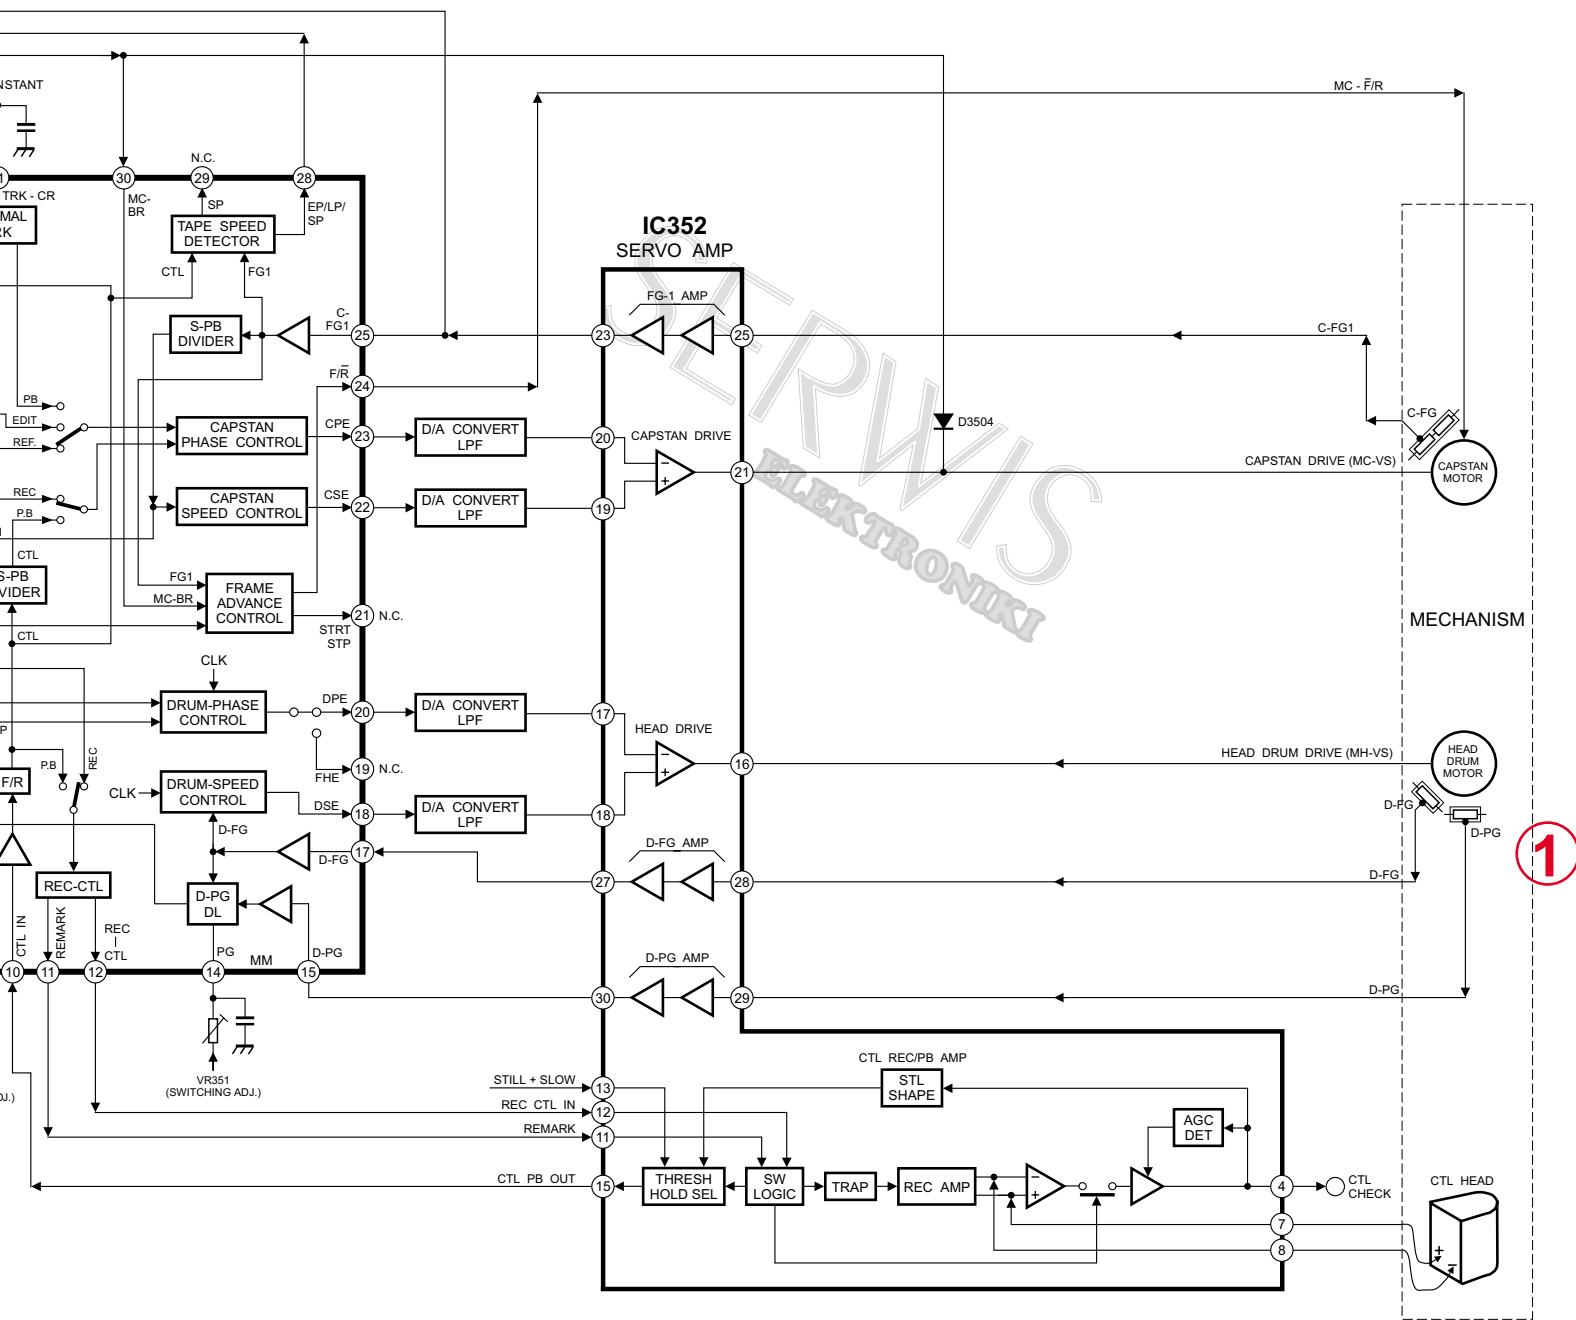 MC - F̄/R
NSTANT
N.C.
30
29
28
TRK - CR
MC-
BR
SP
EP/LP/
SP
MAL
RK
TAPE SPEED
DETECTOR
CTL
FG1
IC352
SERVO AMP
FG-1 AMP
S-PB
DIVIDER
C-
FG1
25
23
25
C-FG1
F/R̄
24
PB
EDIT
REF.
CAPSTAN
PHASE CONTROL
CPE
23
D/A CONVERT
LPF
20
CAPSTAN DRIVE
D3504
C-FG
21
CAPSTAN DRIVE (MC-VS)
CAPSTAN
MOTOR
REC
P.B
CAPSTAN
SPEED CONTROL
CSE
22
D/A CONVERT
LPF
19
SERWIS
ELEKTRONIKI
CTL
S-PB
VIDER
FG1
MC-BR
FRAME
ADVANCE
CONTROL
21
N.C.
STRT
STP
CTL
MECHANISM
CLK
DRUM-PHASE
CONTROL
DPE
20
D/A CONVERT
LPF
17
HEAD DRIVE
P
P.B
REC
FHE
19
N.C.
16
HEAD DRUM DRIVE (MH-VS)
HEAD
DRUM
MOTOR
F/R
CLK
DRUM-SPEED
CONTROL
DSE
18
D/A CONVERT
LPF
18
D-FG
D-PG
1
D-FG
D-FG
17
D-FG AMP
27
28
D-FG
REC-CTL
D-PG
DL
CTL IN
REMARK
REC
–
CTL
PG
MM
D-PG
D-PG AMP
10
11
12
14
15
30
29
D-PG
VR351
(SWITCHING ADJ.)
DJ.)
CTL REC/PB AMP
STILL + SLOW
13
STL
SHAPE
REC CTL IN
12
REMARK
11
AGC
DET
CTL PB OUT
15
THRESH
HOLD SEL
SW
LOGIC
TRAP
REC AMP
4
CTL
CHECK
CTL HEAD
7
8